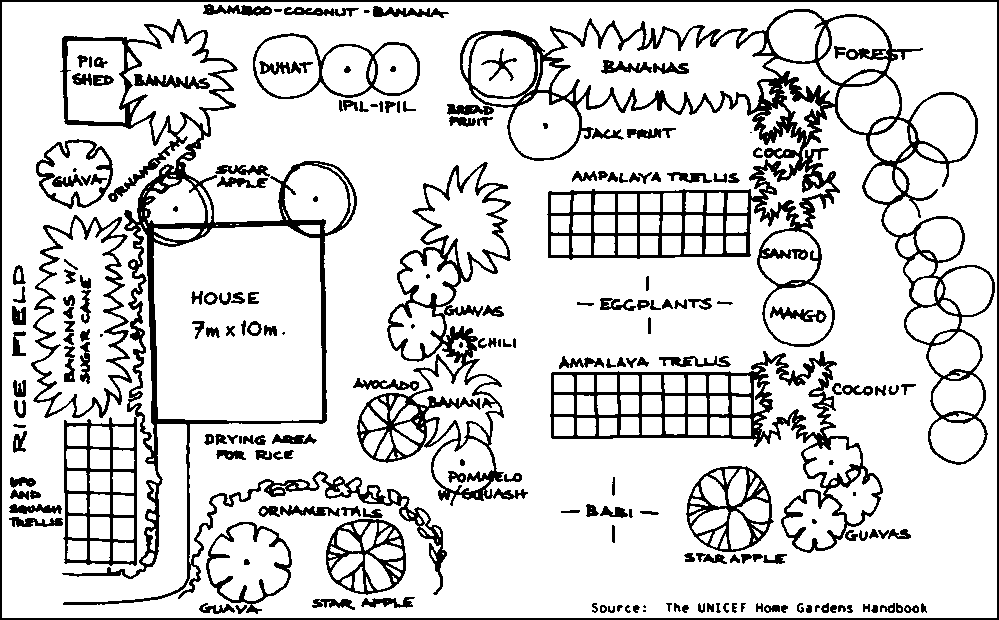 BAMBOO-COCONUT-BANANA
PIG
SHED
BANANAS
DUHAT
IPIL-IPIL
BREAD
FRUIT
BANANAS
JACKFRUIT
FOREST
COCONUT
GUAVA
ORNAMENTAL
SUGAR
APPLE
AMPALAYA TRELLIS
SANTOL
RICE FIELD
BANANAS W/
SUGAR CANE
HOUSE
7m x 10m.
GUAVAS
CHILI
EGGPLANTS
MANGO
AMPALAYA TRELLIS
COCONUT
AVOCADO
BANANA
DRYING AREA
FOR RICE
POMMELO
W/SQUASH
UPO
AND
SQUASH
TRELLIS
ORNAMENTALS
BABI
GUAVAS
STAR APPLE
GUAVA
STAR APPLE
Source: The UNICEF Home Gardens Handbook